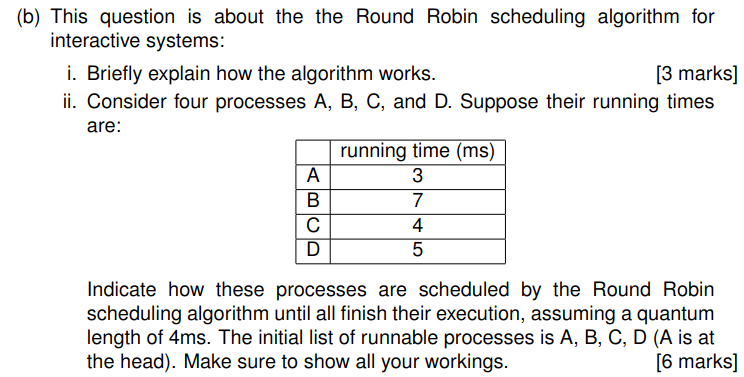 (b) This question is about the the Round Robin scheduling algorithm for
interactive systems:
i. Briefly explain how the algorithm works. [3 marks]
ii. Consider four processes A, B, C, and D. Suppose their running times
are:
running time (ms)
A 3
B 7
C 4
D 5
Indicate how these processes are scheduled by the Round Robin
scheduling algorithm until all finish their execution, assuming a quantum
length of 4ms. The initial list of runnable processes is A, B, C, D (A is at
the head). Make sure to show all your workings. [6 marks]